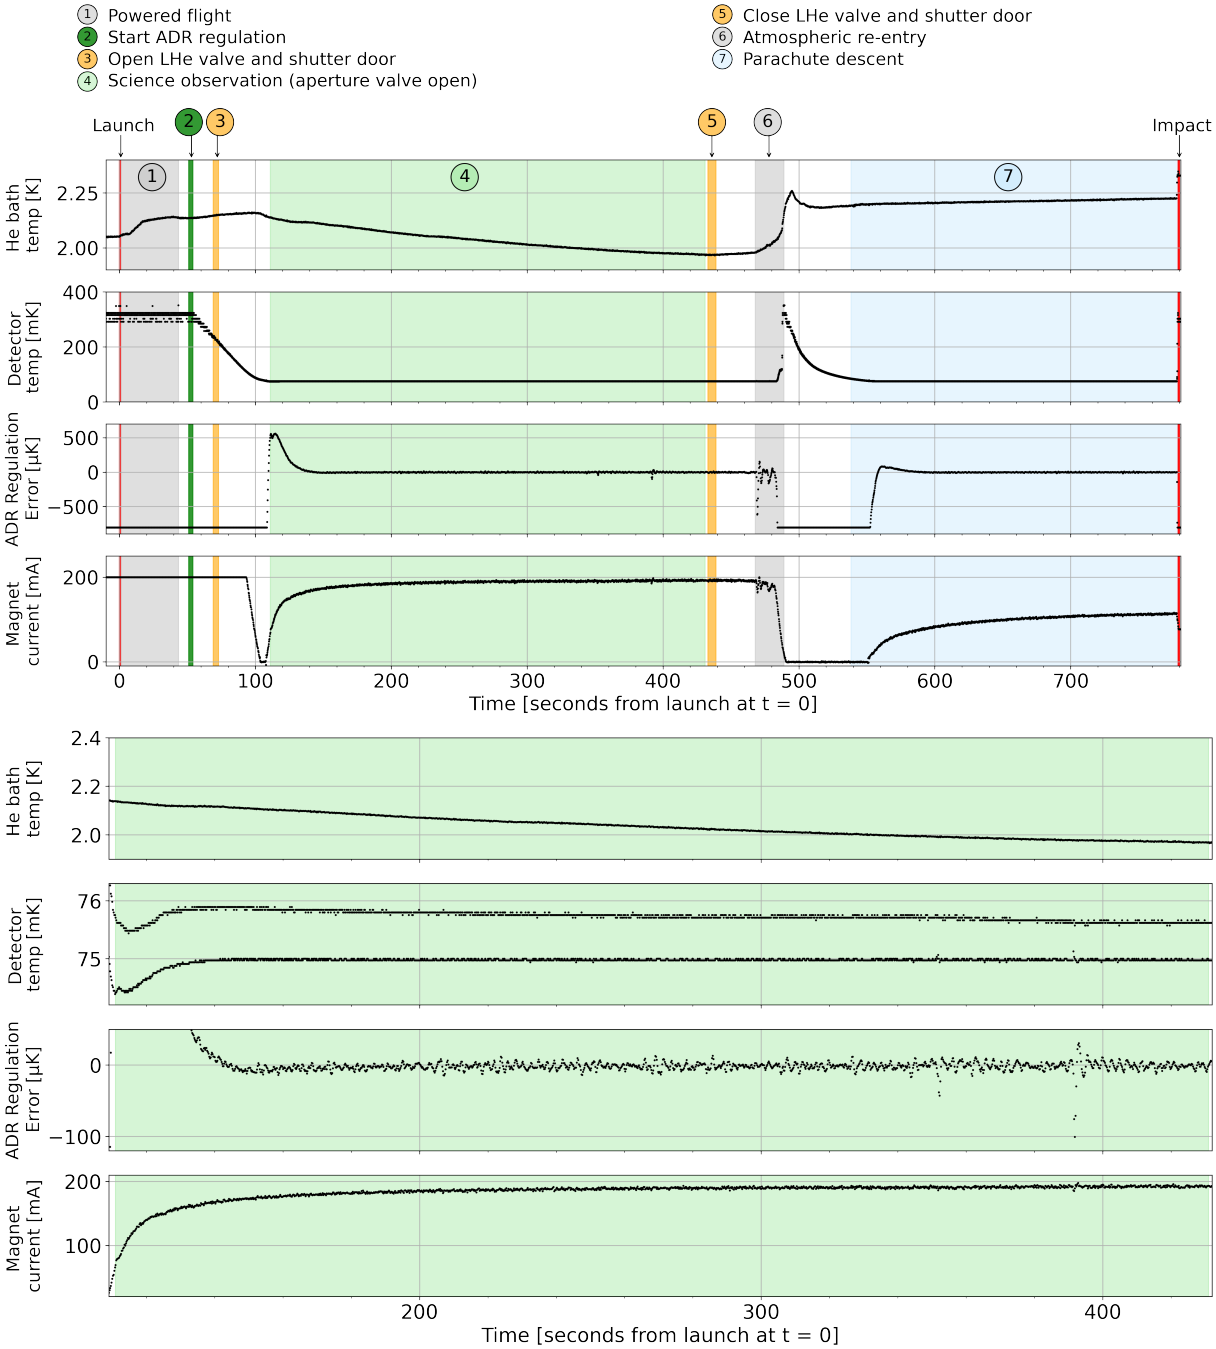 1 Powered flight
2 Start ADR regulation
3 Open LHe valve and shutter door
4 Science observation (aperture valve open)
5 Close LHe valve and shutter door
6 Atmospheric re-entry
7 Parachute descent
Launch 2 3 5 6 Impact
1 4 7
He bath
temp [K]
2.25
2.00
Detector
temp [mK]
400
200
0
ADR Regulation
Error [µK]
500
0
−500
Magnet
current [mA]
200
0
0 100 200 300 400 500 600 700
Time [seconds from launch at t = 0]
He bath
temp [K]
2.4
2.2
2.0
Detector
temp [mK]
76
75
ADR Regulation
Error [µK]
0
−100
Magnet
current [mA]
200
100
200 300 400
Time [seconds from launch at t = 0]